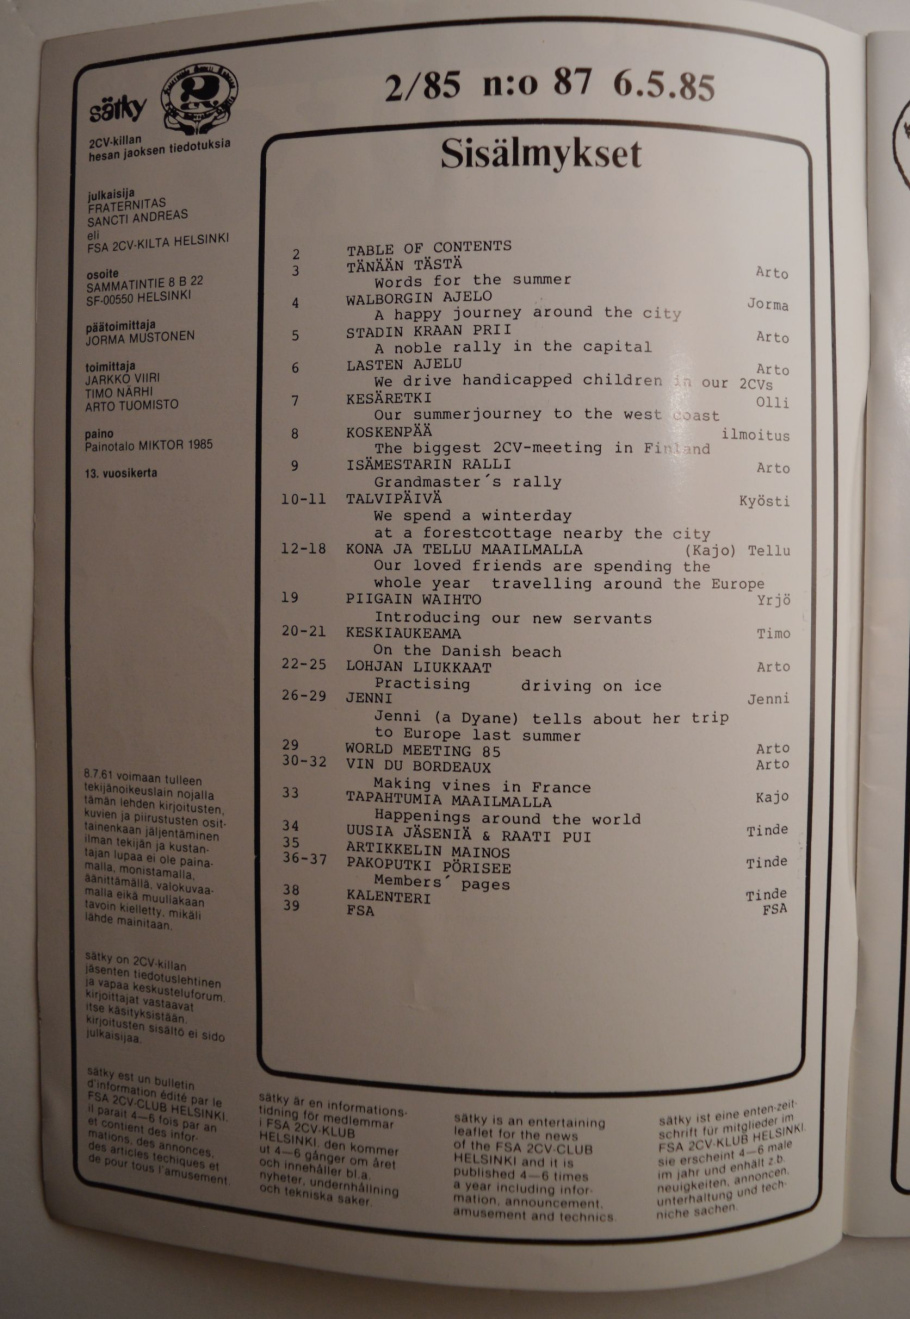 sätky
2CV-killan
hesan jaoksen tiedotuksia
2/85 n:o 87 6.5.85
julkaisija
FRATERNITAS
SANCTI ANDREAS
eli
FSA 2CV-KILTA HELSINKI
osoite
SAMMATINTIE 8 B 22
SF-00550 HELSINKI
päätoimittaja
JORMA MUSTONEN
toimittaja
JARKKO VIIRI
TIMO NÄRHI
ARTO TUOMISTO
paino
Painotalo MIKTOR 1985
13. vuosikerta
8.7.61 voimaan tulleen
tekijänoikeuslain nojalla
tämän lehden kirjoitusten,
kuvien ja piirustusten osit-
tainenkaan jäljentäminen
ilman tekijän ja kustan-
tajan lupaa ei ole paina-
malla, monistamalla,
äänittämällä, valokuvaa-
malla eikä muullakaan
tavoin kielletty, mikäli
lähde mainitaan.
sätky on 2CV-killan
jäsenten tiedotuslehtinen
ja vapaa keskusteluforum.
kirjoittajat vastaavat
itse käsityksistään.
kirjoitusten sisältö ei sido
julkaisijaa.
Sisälmykset
2 TABLE OF CONTENTS
3 TÄNÄÄN TÄSTÄ Arto
Words for the summer
4 WALBORGIN AJELO Jorma
A happy journey around the city
5 STADIN KRAAN PRII Arto
A noble rally in the capital
6 LASTEN AJELU Arto
We drive handicapped children in our 2CVs
7 KESÄRETKI Olli
Our summerjourney to the west coast
8 KOSKENPÄÄ ilmoitus
The biggest 2CV-meeting in Finland
9 ISÄMESTARIN RALLI Arto
Grandmaster´s rally
10-11 TALVIPÄIVÄ Kyösti
We spend a winterday
at a forestcottage nearby the city
12-18 KONA JA TELLU MAAILMALLA (Kajo) Tellu
Our loved friends are spending the
whole year travelling around the Europe
19 PIIGAIN WAIHTO Yrjö
Introducing our new servants
20-21 KESKIAUKEAMA Timo
On the Danish beach
22-25 LOHJAN LIUKKAAT Arto
Practising driving on ice
26-29 JENNI Jenni
Jenni (a Dyane) tells about her trip
to Europe last summer
29 WORLD MEETING 85 Arto
30-32 VIN DU BORDEAUX Arto
Making vines in France
33 TAPAHTUMIA MAAILMALLA Kajo
Happenings around the world
34 UUSIA JÄSENIÄ & RAATI PUI Tinde
35 ARTIKKELIN MAINOS
36-37 PAKOPUTKI PÖRISEE Tinde
Members´ pages
38 KALENTERI Tinde
39 FSA FSA
sätky est un bulletin
d'information édité par le
FSA 2CV-CLUB HELSINKI.
il parait 4—6 fois par an
et contient des infor-
mations, des annonces,
des articles techiques et
de pour tous l'amusement.
sätky är en informations-
tidning för medlemmar
i FSA 2CV-KLUB
HELSINKI. den kommer
ut 4—6 gånger om året
och innehåller bl.a.
nyheter, undernhållning
och tekniska saker.
sätky is an entertaining
leaflet for the news
of the FSA 2CV-CLUB
HELSINKI and it is
published 4—6 times
a year including infor-
mation, announcement,
amusement and technics.
sätky ist eine enten-zeit-
schrift für mitglieder im
FSA 2CV-KLUB HELSINKI.
sie erscheint 4—6 male
im jahr und enhält z.b.
neuigkeiten, annoncen,
unterhaltung und tech-
niche sachen.